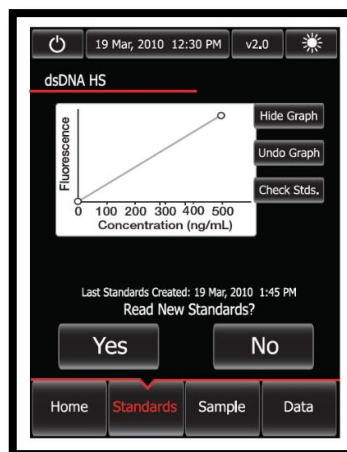 19 Mar, 2010 12:30 PM v2.0
dsDNA HS
Fluorescence
0 100 200 300 400 500
Concentration (ng/mL)
Hide Graph
Undo Graph
Check Stds.
Last Standards Created: 19 Mar, 2010 1:45 PM
Read New Standards?
Yes No
Home Standards Sample Data